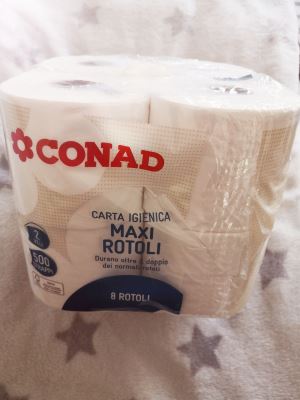 CONAD
CARTA IGIENICA
MAXI
ROTOLI
Durano oltre il doppio
dei normali rotoli
2
500
8 ROTOLI